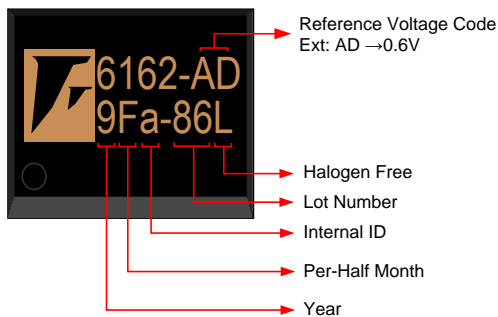 Reference Voltage Code
Ext: AD →0.6V
6162-AD
9Fa-86L
Halogen Free
Lot Number
Internal ID
Per-Half Month
Year